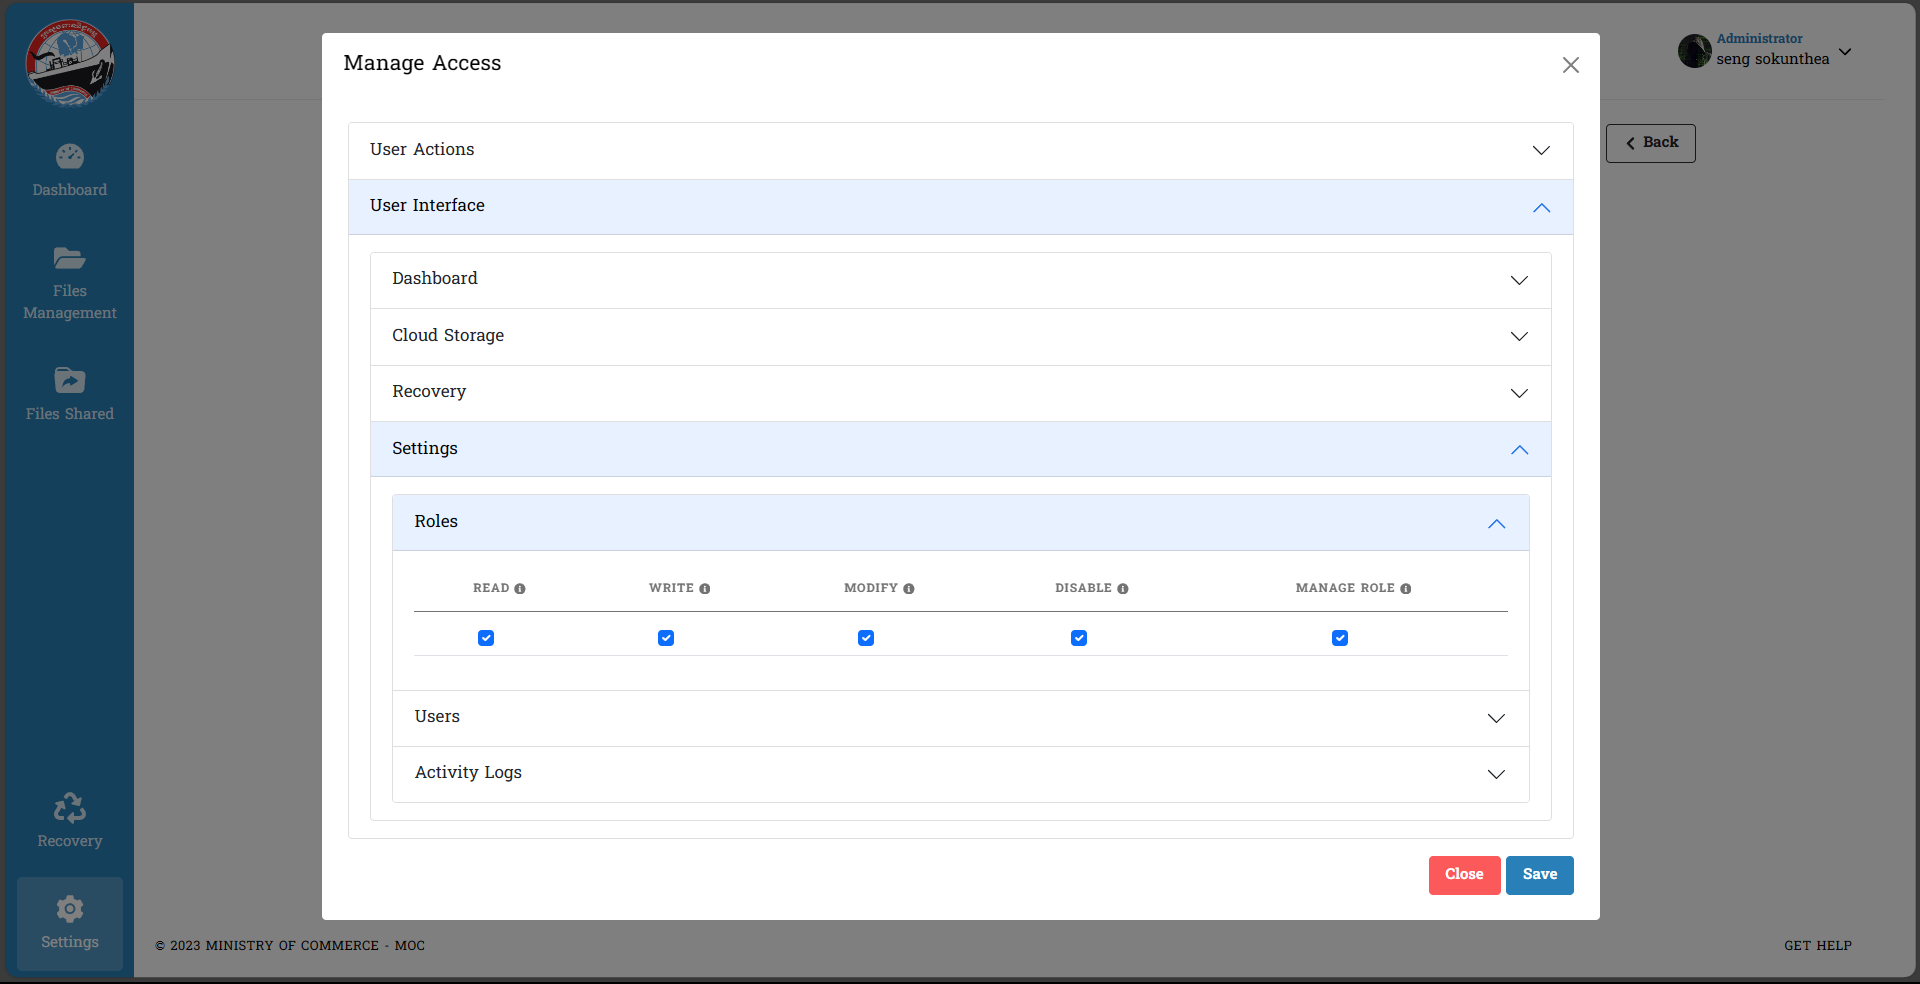 Dashboard
Files
Management
Files Shared
Recovery
Settings
Administrator
seng sokunthea
Back
Manage Access
User Actions
User Interface
Dashboard
Cloud Storage
Recovery
Settings
Roles
READ
WRITE
MODIFY
DISABLE
MANAGE ROLE
Users
Activity Logs
Close
Save
© 2023 MINISTRY OF COMMERCE - MOC
GET HELP